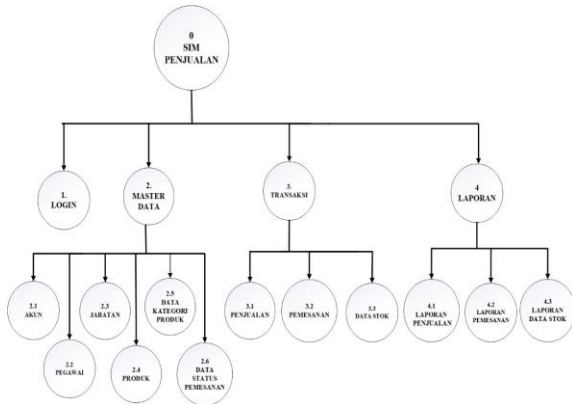 0
SIM
PENJUALAN
1.
LOGIN
2.
MASTER
DATA
3.
TRANSAKSI
4
LAPORAN
2.1
AKUN
2.2
PEGAWAI
2.3
JABATAN
2.4
PRODUK
2.5
DATA
KATEGORI
PRODUK
2.6
DATA
STATUS
PEMESANAN
3.1
PENJUALAN
3.2
PEMESANAN
3.3
DATA STOK
4.1
LAPORAN
PENJUALAN
4.2
LAPORAN
PEMESANAN
4.3
LAPORAN
DATA STOK